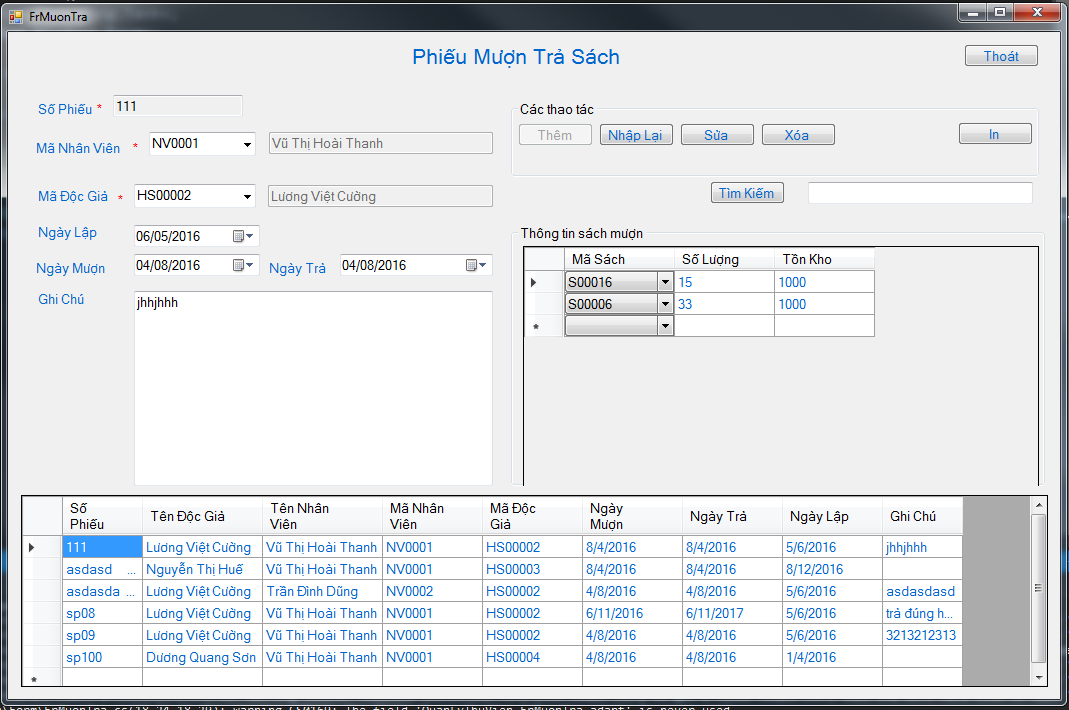 FrMuonTra
Phiếu Mượn Trả Sách
Thoát
Số Phiếu * 111
Mã Nhân Viên * NV0001 Vũ Thị Hoài Thanh
Mã Độc Giả * HS00002 Lương Việt Cường
Ngày Lập 06/05/2016
Ngày Mượn 04/08/2016 Ngày Trả 04/08/2016
Ghi Chú jhhjhhh
Các thao tác
Thêm Nhập Lại Sửa Xóa In
Tìm Kiếm
Thông tin sách mượn
Mã Sách Số Lượng Tồn Kho
S00016 15 1000
S00006 33 1000
*
Số Phiếu Tên Độc Giả Tên Nhân Viên Mã Nhân Viên Mã Độc Giả Ngày Mượn Ngày Trả Ngày Lập Ghi Chú
111 Lương Việt Cường Vũ Thị Hoài Thanh NV0001 HS00002 8/4/2016 8/4/2016 5/6/2016 jhhjhhh
asdasd ... Nguyễn Thị Huế Vũ Thị Hoài Thanh NV0001 HS00003 8/4/2016 8/4/2016 8/12/2016
asdasda ... Lương Việt Cường Trần Đình Dũng NV0002 HS00002 4/8/2016 4/8/2016 5/6/2016 asdasdasd
sp08 Lương Việt Cường Vũ Thị Hoài Thanh NV0001 HS00002 6/11/2016 6/11/2017 5/6/2016 trả đúng h...
sp09 Lương Việt Cường Vũ Thị Hoài Thanh NV0001 HS00002 4/8/2016 4/8/2016 5/6/2016 3213212313
sp100 Dương Quang Sơn Vũ Thị Hoài Thanh NV0001 HS00004 4/8/2016 4/8/2016 1/4/2016
*